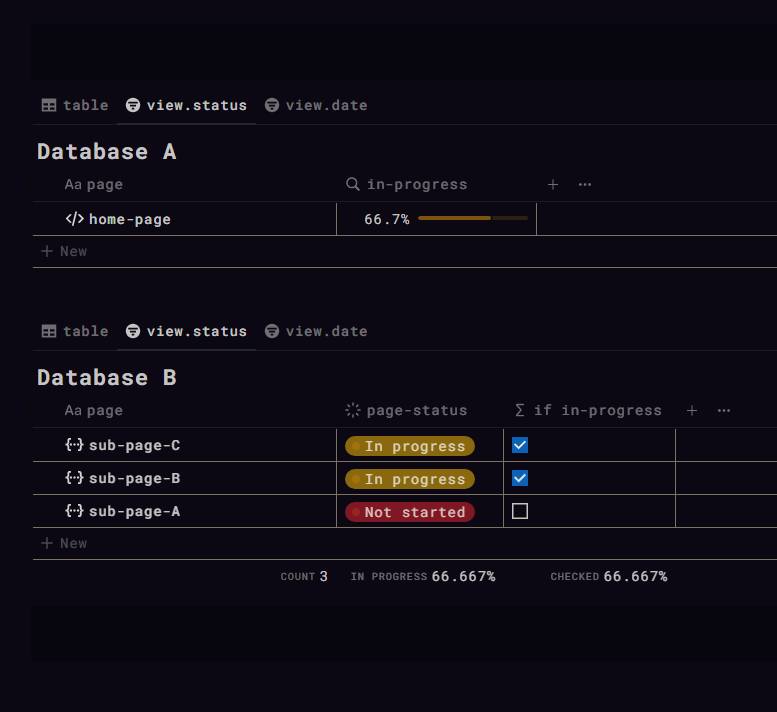 table view.status view.date
Database A
Aa page in-progress + ...
</> home-page 66.7%
+ New
table view.status view.date
Database B
Aa page page-status Σ if in-progress + ...
{··} sub-page-C In progress
{··} sub-page-B In progress
{··} sub-page-A Not started
+ New
COUNT 3 IN PROGRESS 66.667% CHECKED 66.667%